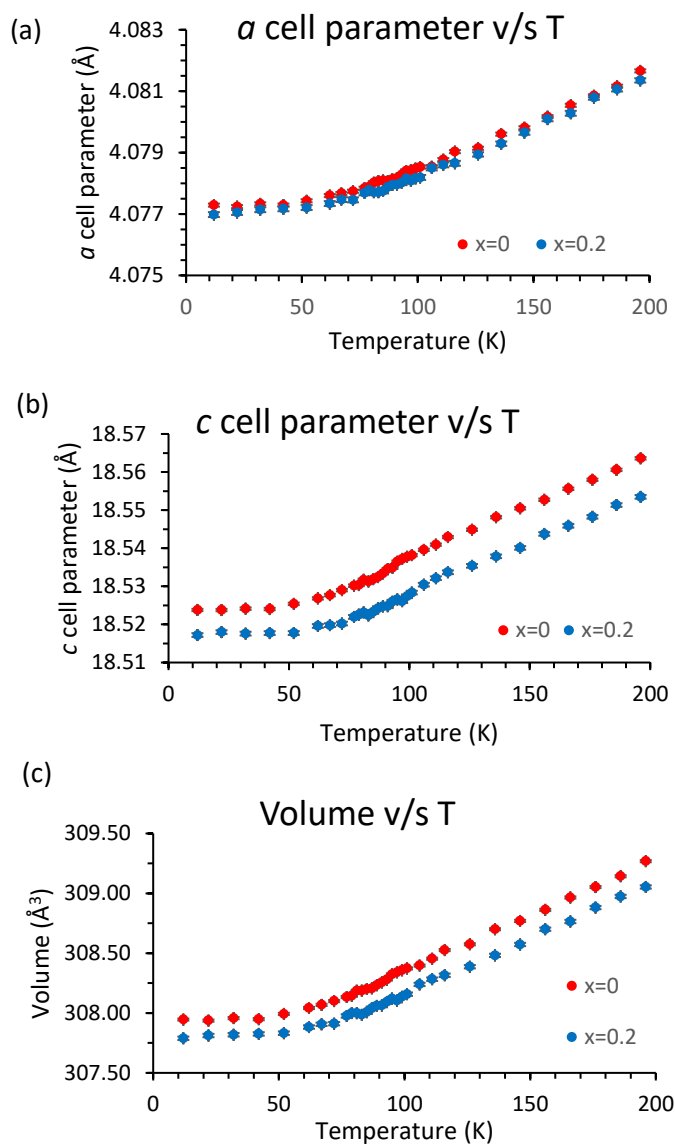 (a)
a cell parameter v/s T
a cell parameter (Å)
4.083
4.081
4.079
4.077
4.075
x=0 x=0.2
0 50 100 150 200
Temperature (K)
(b)
c cell parameter v/s T
c cell parameter (Å)
18.57
18.56
18.55
18.54
18.53
18.52
18.51
x=0 x=0.2
0 50 100 150 200
Temperature (K)
(c)
Volume v/s T
Volume (Å³)
309.50
309.00
308.50
308.00
307.50
x=0
x=0.2
0 50 100 150 200
Temperature (K)